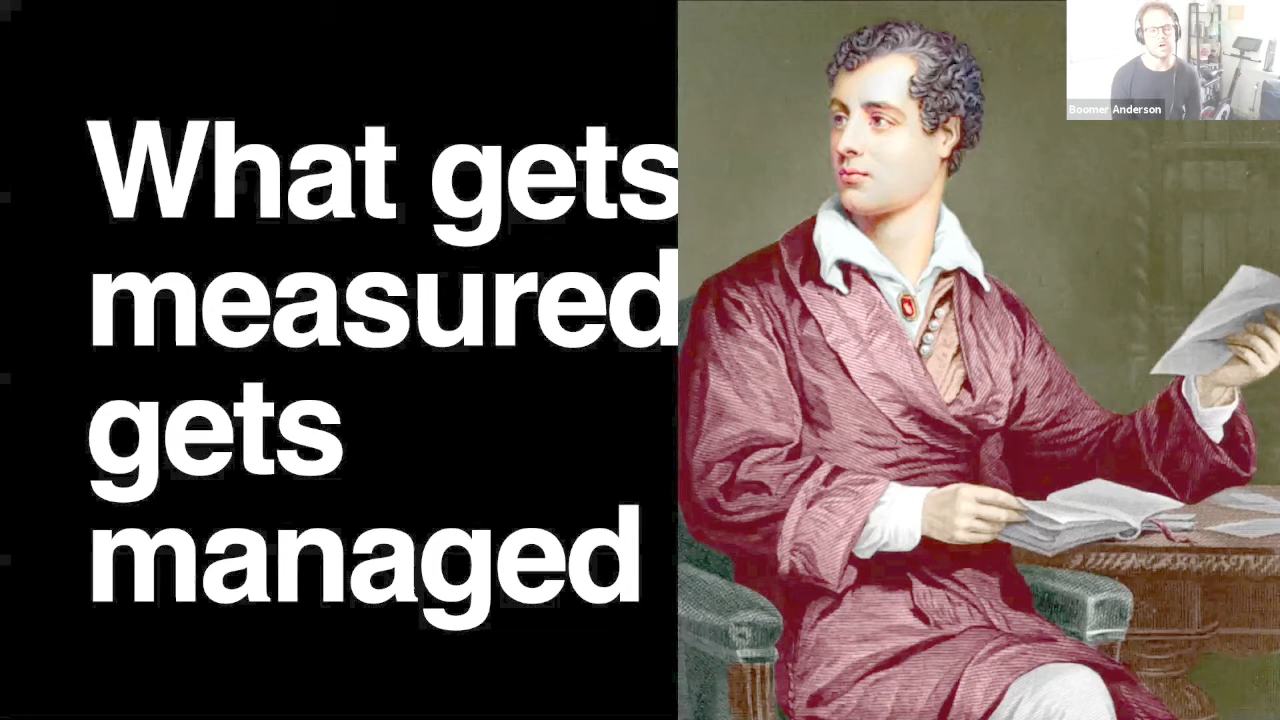 What gets
measured
gets
managed
Boomer Anderson